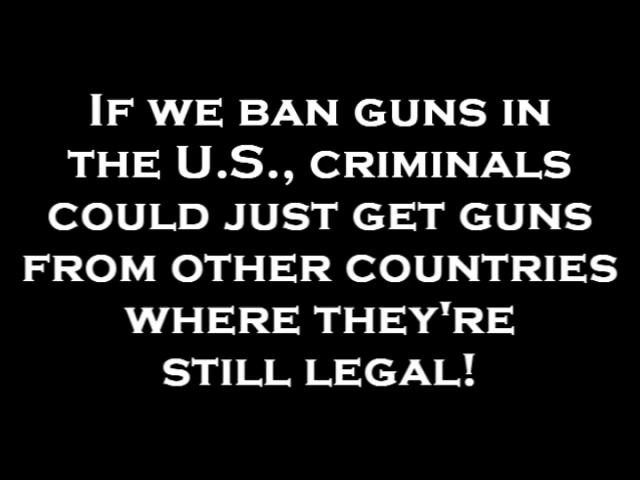 If we ban guns in
the U.S., criminals
could just get guns
from other countries
where they're
still legal!